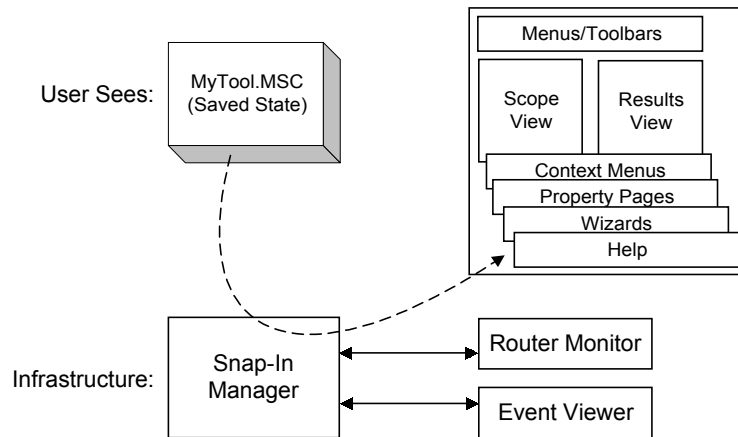 User Sees:
MyTool.MSC
(Saved State)
Menus/Toolbars
Scope
View
Results
View
Context Menus
Property Pages
Wizards
Help
Infrastructure:
Snap-In
Manager
Router Monitor
Event Viewer